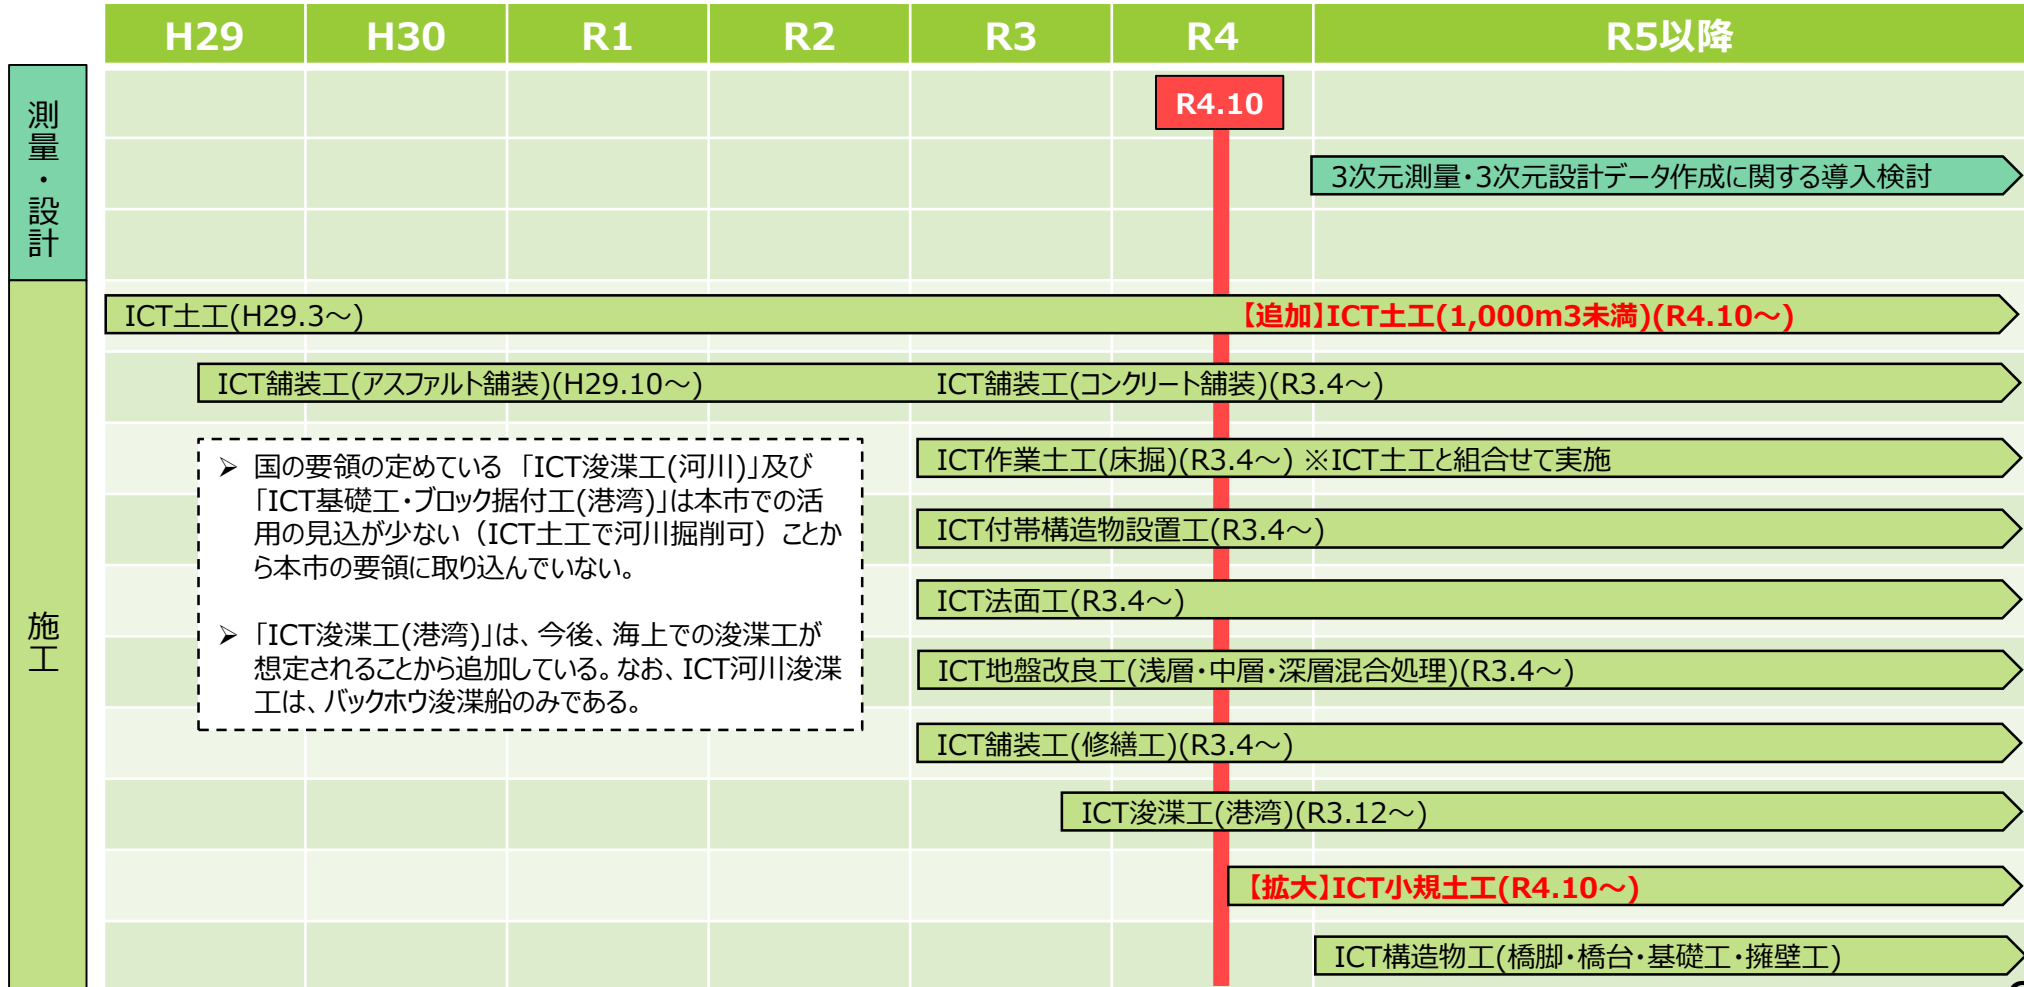 H29 H30 R1 R2 R3 R4 R5以降
測量・設計
R4.10
3次元測量・3次元設計データ作成に関する導入検討
施工
ICT土工(H29.3～) 【追加】ICT土工(1,000m3未満)(R4.10～)
ICT舗装工(アスファルト舗装)(H29.10～) ICT舗装工(コンクリート舗装)(R3.4～)
➢ 国の要領の定めている 「ICT浚渫工(河川)」及び
「ICT基礎工・ブロック据付工(港湾)」は本市での活
用の見込が少ない（ICT土工で河川掘削可）ことか
ら本市の要領に取り込んでいない。
➢ 「ICT浚渫工(港湾)」は、今後、海上での浚渫工が
想定されることから追加している。なお、ICT河川浚渫
工は、バックホウ浚渫船のみである。
ICT作業土工(床掘)(R3.4～) ※ICT土工と組合せて実施
ICT付帯構造物設置工(R3.4～)
ICT法面工(R3.4～)
ICT地盤改良工(浅層・中層・深層混合処理)(R3.4～)
ICT舗装工(修繕工)(R3.4～)
ICT浚渫工(港湾)(R3.12～)
【拡大】ICT小規土工(R4.10～)
ICT構造物工(橋脚・橋台・基礎工・擁壁工)